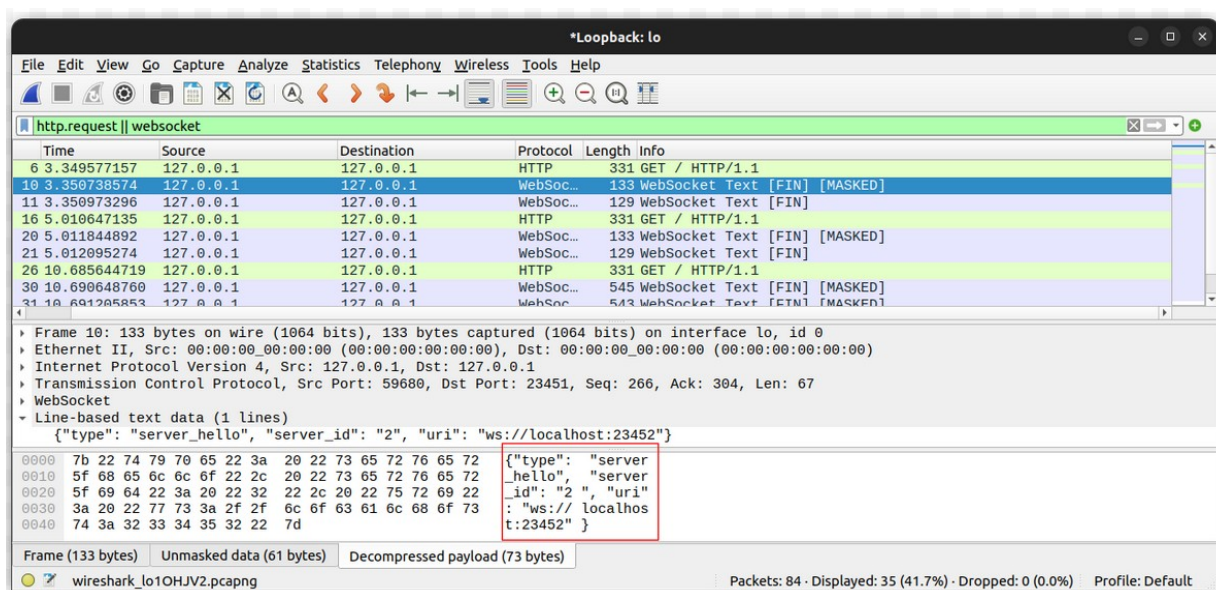 *Loopback: lo
File Edit View Go Capture Analyze Statistics Telephony Wireless Tools Help
http.request || websocket
Time Source Destination Protocol Length Info
6 3.349577157 127.0.0.1 127.0.0.1 HTTP 331 GET / HTTP/1.1
10 3.350738574 127.0.0.1 127.0.0.1 WebSoc… 133 WebSocket Text [FIN] [MASKED]
11 3.350973296 127.0.0.1 127.0.0.1 WebSoc… 129 WebSocket Text [FIN]
16 5.010647135 127.0.0.1 127.0.0.1 HTTP 331 GET / HTTP/1.1
20 5.011844892 127.0.0.1 127.0.0.1 WebSoc… 133 WebSocket Text [FIN] [MASKED]
21 5.012095274 127.0.0.1 127.0.0.1 WebSoc… 129 WebSocket Text [FIN]
26 10.685644719 127.0.0.1 127.0.0.1 HTTP 331 GET / HTTP/1.1
30 10.690648760 127.0.0.1 127.0.0.1 WebSoc… 545 WebSocket Text [FIN] [MASKED]
31 10.691205853 127.0.0.1 127.0.0.1 WebSoc 543 WebSocket Text [FIN] [MASKED]
Frame 10: 133 bytes on wire (1064 bits), 133 bytes captured (1064 bits) on interface lo, id 0
Ethernet II, Src: 00:00:00_00:00:00 (00:00:00:00:00:00), Dst: 00:00:00_00:00:00 (00:00:00:00:00:00)
Internet Protocol Version 4, Src: 127.0.0.1, Dst: 127.0.0.1
Transmission Control Protocol, Src Port: 59680, Dst Port: 23451, Seq: 266, Ack: 304, Len: 67
WebSocket
Line-based text data (1 lines)
{"type": "server_hello", "server_id": "2", "uri": "ws://localhost:23452"}
0000 7b 22 74 79 70 65 22 3a 20 22 73 65 72 76 65 72 {"type": "server
0010 5f 68 65 6c 6c 6f 22 2c 20 22 73 65 72 76 65 72 _hello", "server
0020 5f 69 64 22 3a 20 22 32 22 2c 20 22 75 72 69 22 _id": "2 ", "uri"
0030 3a 20 22 77 73 3a 2f 2f 6c 6f 63 61 6c 68 6f 73 : "ws:// localhos
0040 74 3a 32 33 34 35 32 22 7d t:23452" }
Frame (133 bytes) Unmasked data (61 bytes) Decompressed payload (73 bytes)
wireshark_lo1OHJV2.pcapng Packets: 84 · Displayed: 35 (41.7%) · Dropped: 0 (0.0%) Profile: Default